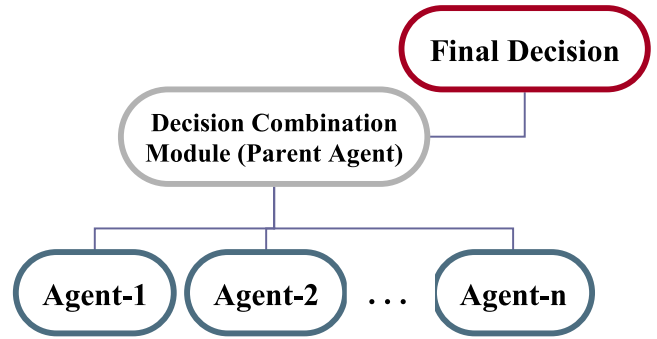 Final Decision
Decision Combination
Module (Parent Agent)
Agent-1
Agent-2
. . .
Agent-n